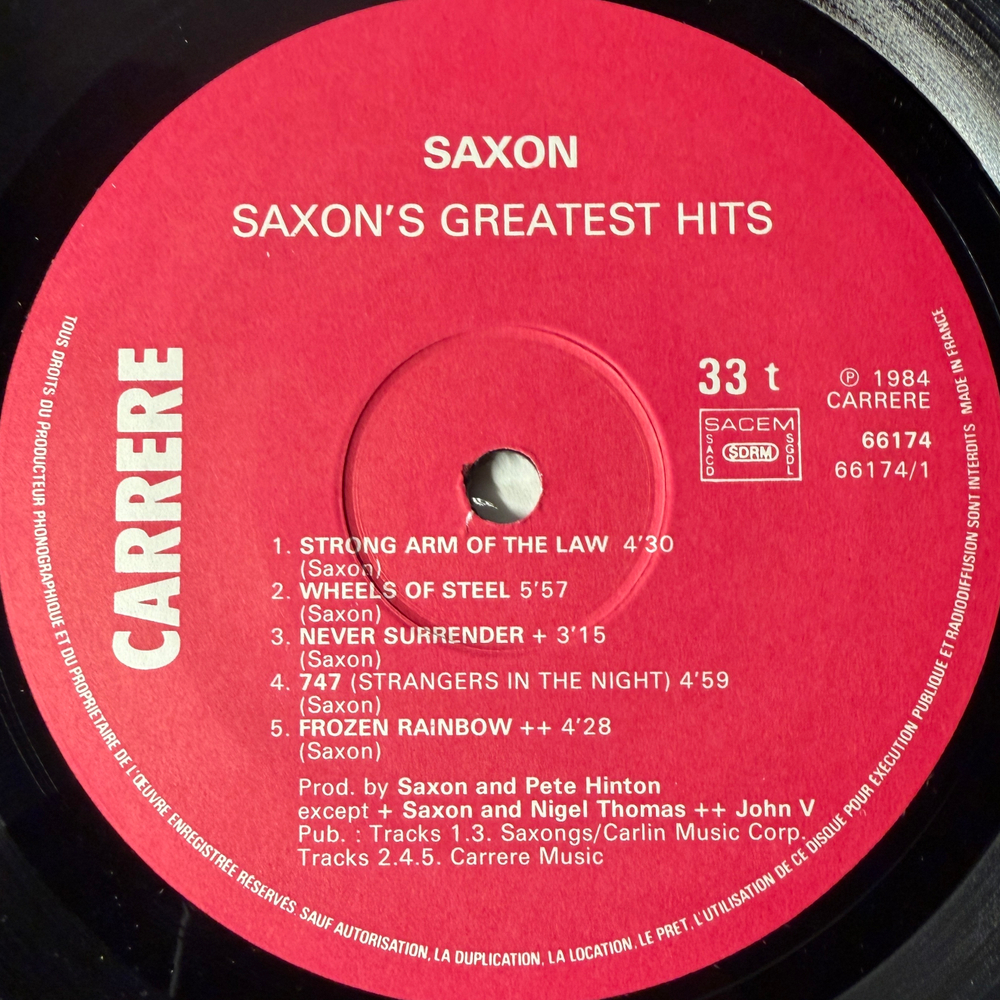 SAXON
SAXON'S GREATEST HITS
CARRERE
33 t
SACEM
SACD
SDRM
SGDL
℗ 1984
CARRERE
66174
66174/1
1. STRONG ARM OF THE LAW 4'30
(Saxon)
2. WHEELS OF STEEL 5'57
(Saxon)
3. NEVER SURRENDER + 3'15
(Saxon)
4. 747 (STRANGERS IN THE NIGHT) 4'59
(Saxon)
5. FROZEN RAINBOW ++ 4'28
(Saxon)
Prod. by Saxon and Pete Hinton
except + Saxon and Nigel Thomas ++ John V
Pub. : Tracks 1.3. Saxongs/Carlin Music Corp.
Tracks 2.4.5. Carrere Music
TOUS DROITS DU PRODUCTEUR PHONOGRAPHIQUE ET DU PROPRIETAIRE DE L'ŒUVRE ENREGISTRÉE RÉSERVÉS. SAUF AUTORISATION, LA DUPLICATION, LA LOCATION, LE PRET, L'UTILISATION DE CE DISQUE POUR ÉXECUTION PUBLIQUE ET RADIODIFFUSION SONT INTERDITS MADE IN FRANCE